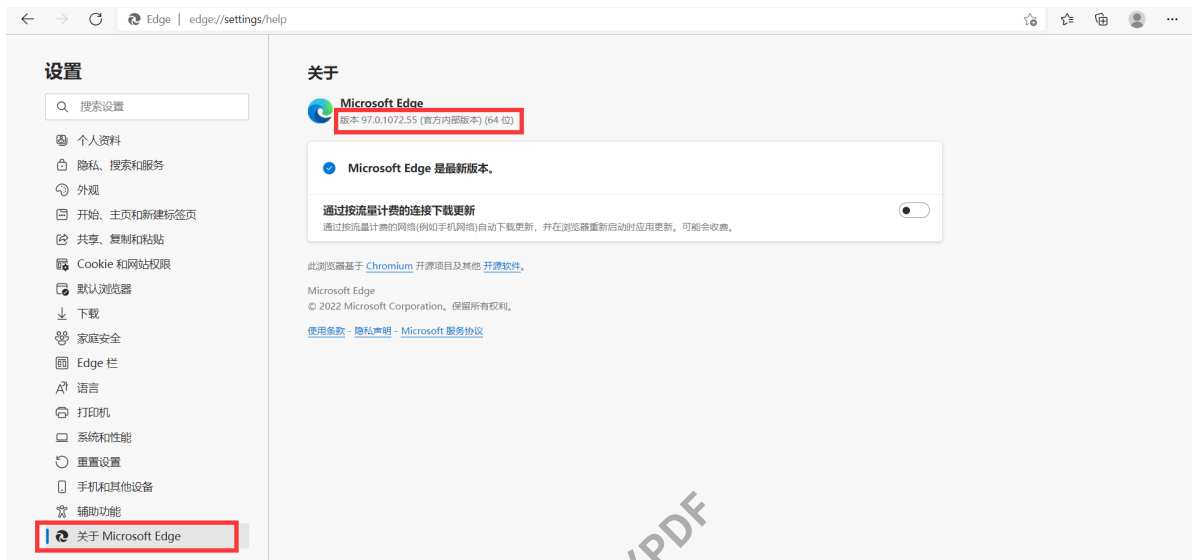 Edge | edge://settings/help
设置
搜索设置
个人资料
隐私、搜索和服务
外观
开始、主页和新建标签页
共享、复制和粘贴
Cookie 和网站权限
默认浏览器
下载
家庭安全
Edge 栏
语言
打印机
系统和性能
重置设置
手机和其他设备
辅助功能
关于 Microsoft Edge
关于
Microsoft Edge
版本 97.0.1072.55 (官方内部版本) (64 位)
Microsoft Edge 是最新版本。
通过按流量计费的连接下载更新
通过按流量计费的网络(例如手机网络)自动下载更新，并在浏览器重新启动时应用更新。可能会收费。
此浏览器基于 Chromium 开源项目及其他 开源软件。
Microsoft Edge
© 2022 Microsoft Corporation。保留所有权利。
使用条款 - 隐私声明 - Microsoft 服务协议